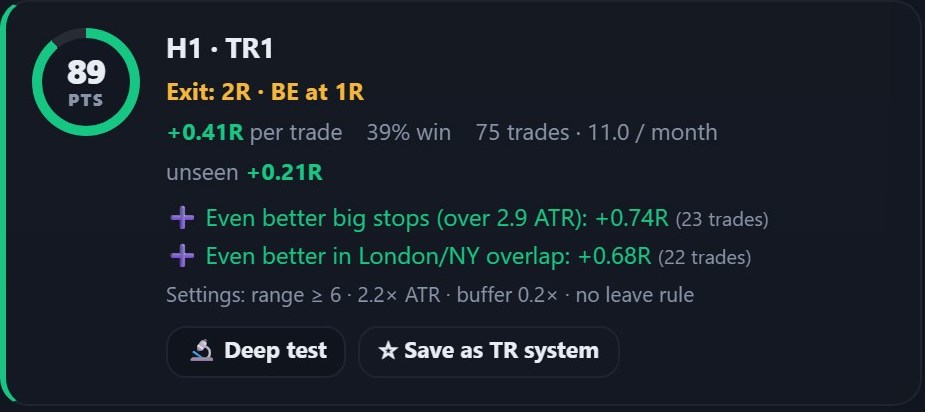 89
PTS
H1 · TR1
Exit: 2R · BE at 1R
+0.41R per trade 39% win 75 trades · 11.0 / month
unseen +0.21R
➕ Even better big stops (over 2.9 ATR): +0.74R (23 trades)
➕ Even better in London/NY overlap: +0.68R (22 trades)
Settings: range ≥ 6 · 2.2× ATR · buffer 0.2× · no leave rule
🔬 Deep test ☆ Save as TR system